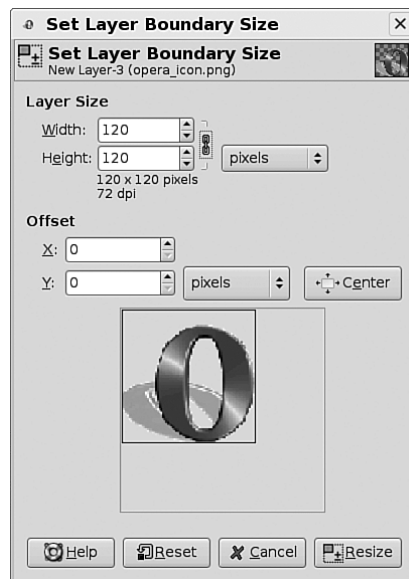 Set Layer Boundary Size
Set Layer Boundary Size
New Layer-3 (opera_icon.png)
Layer Size
Width: 120
Height: 120 pixels
120 x 120 pixels
72 dpi
Offset
X: 0
Y: 0 pixels Center
Help Reset Cancel Resize